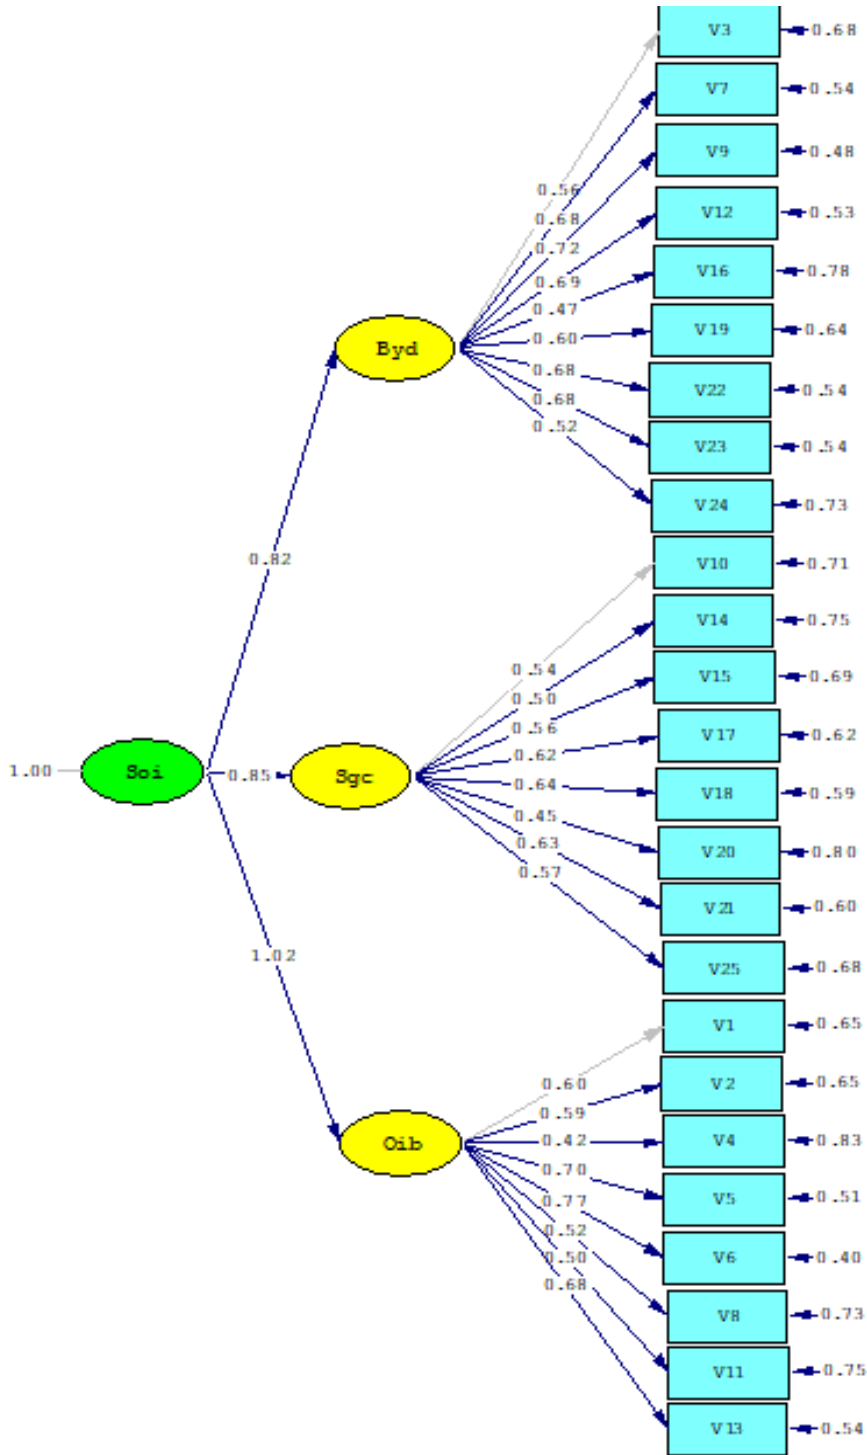 V3 0.68
V7 0.54
V9 0.48
0.56
V12 0.53
0.68
0.72
V16 0.78
0.69
0.47
V19 0.64
0.60
Byd
0.68
V22 0.54
0.68
0.52
V23 0.54
V24 0.73
0.82
V10 0.71
V14 0.75
0.54
V15 0.69
0.50
0.56
V17 0.62
0.62
1.00 Soi 0.85 Sgc
0.64
V18 0.59
0.45
0.63
V20 0.80
0.57
V21 0.60
1.02
V25 0.68
V1 0.65
0.60
V2 0.65
0.59
Oib
0.42
V4 0.83
0.70
V5 0.51
0.77
0.52
V6 0.40
0.50
0.68
V8 0.73
V11 0.75
V13 0.54